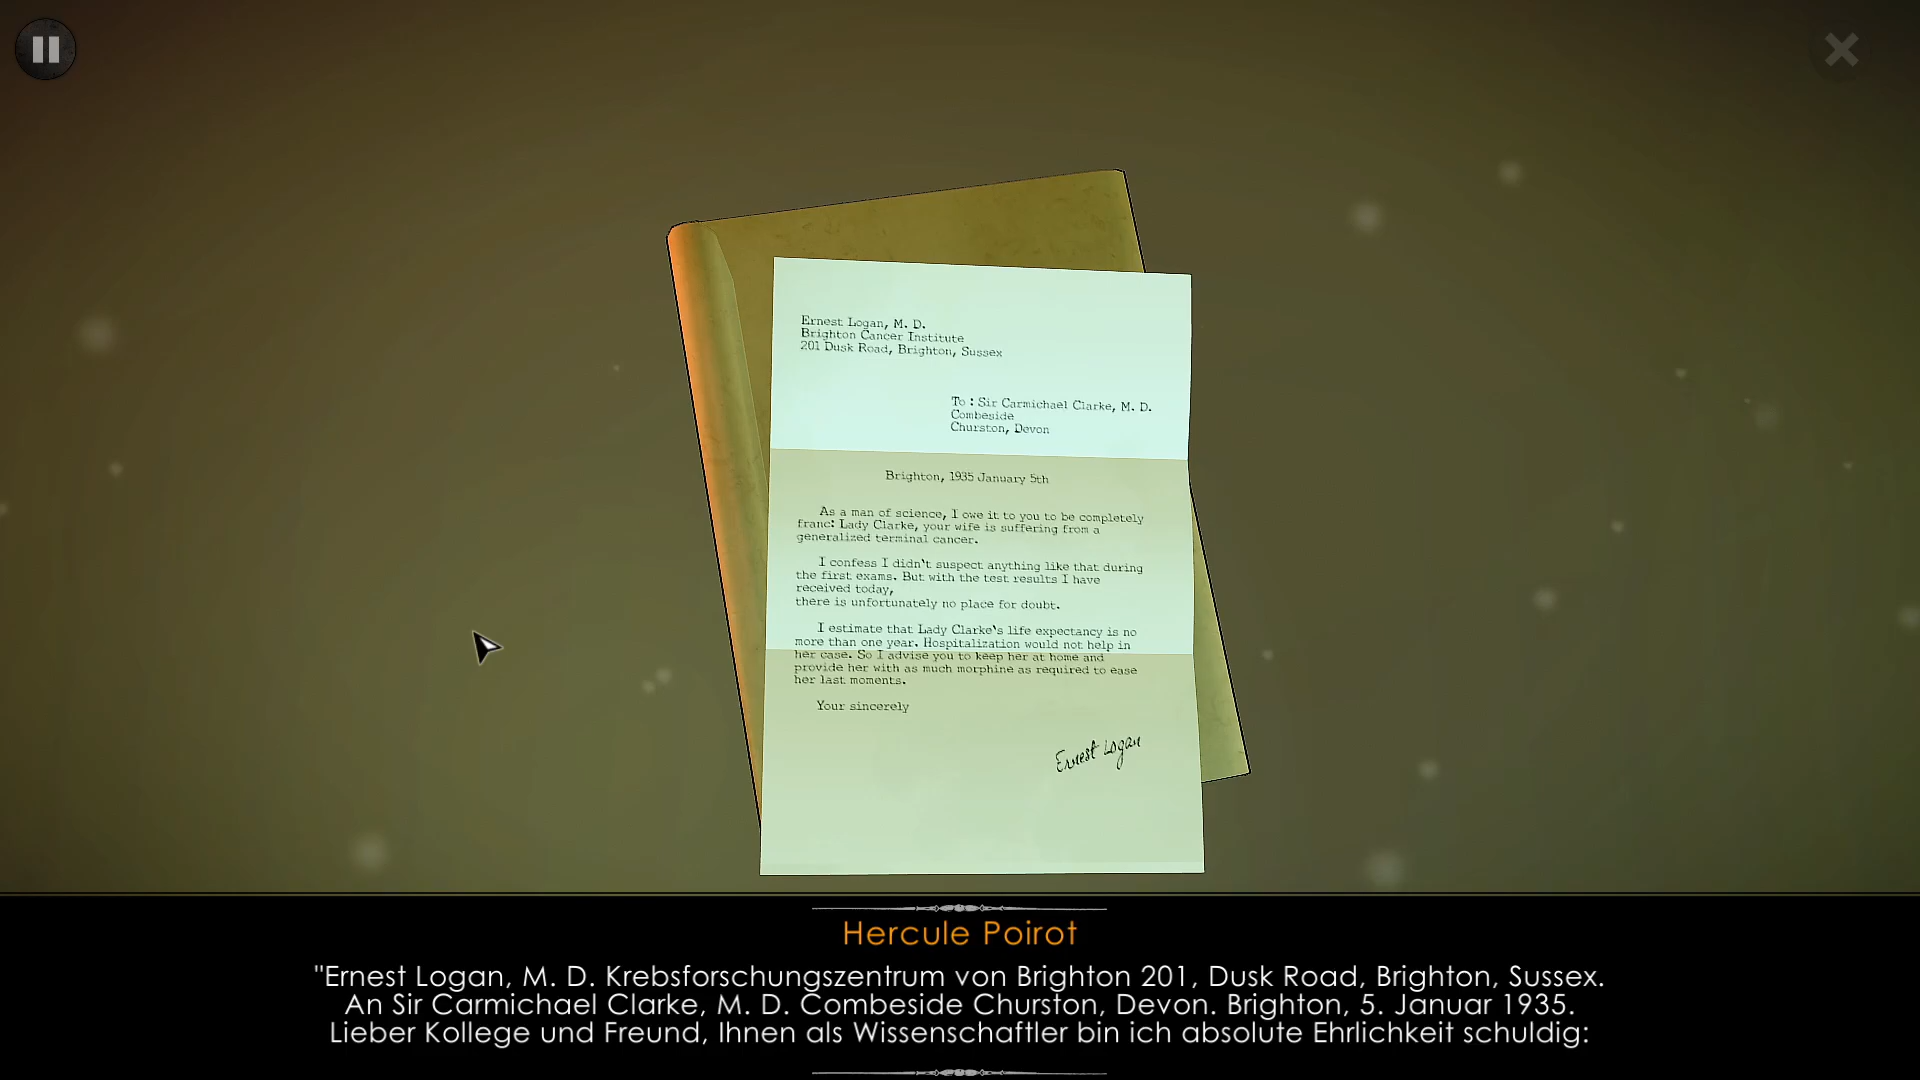 Ernest Logan, M. D.
Brighton Cancer Institute
201 Dusk Road, Brighton, Sussex
To : Sir Carmichael Clarke, M. D.
Combeside
Churston, Devon
Brighton, 1935 January 5th
As a man of science, I owe it to you to be completely
franc: Lady Clarke, your wife is suffering from a
generalized terminal cancer.
I confess I didn't suspect anything like that during
the first exams. But with the test results I have
received today,
there is unfortunately no place for doubt.
I estimate that Lady Clarke's life expectancy is no
more than one year. Hospitalization would not help in
her case. So I advise you to keep her at home and
provide her with as much morphine as required to ease
her last moments.
Your sincerely
Ernest Logan
Hercule Poirot
"Ernest Logan, M. D. Krebsforschungszentrum von Brighton 201, Dusk Road, Brighton, Sussex.
An Sir Carmichael Clarke, M. D. Combeside Churston, Devon. Brighton, 5. Januar 1935.
Lieber Kollege und Freund, Ihnen als Wissenschaftler bin ich absolute Ehrlichkeit schuldig: